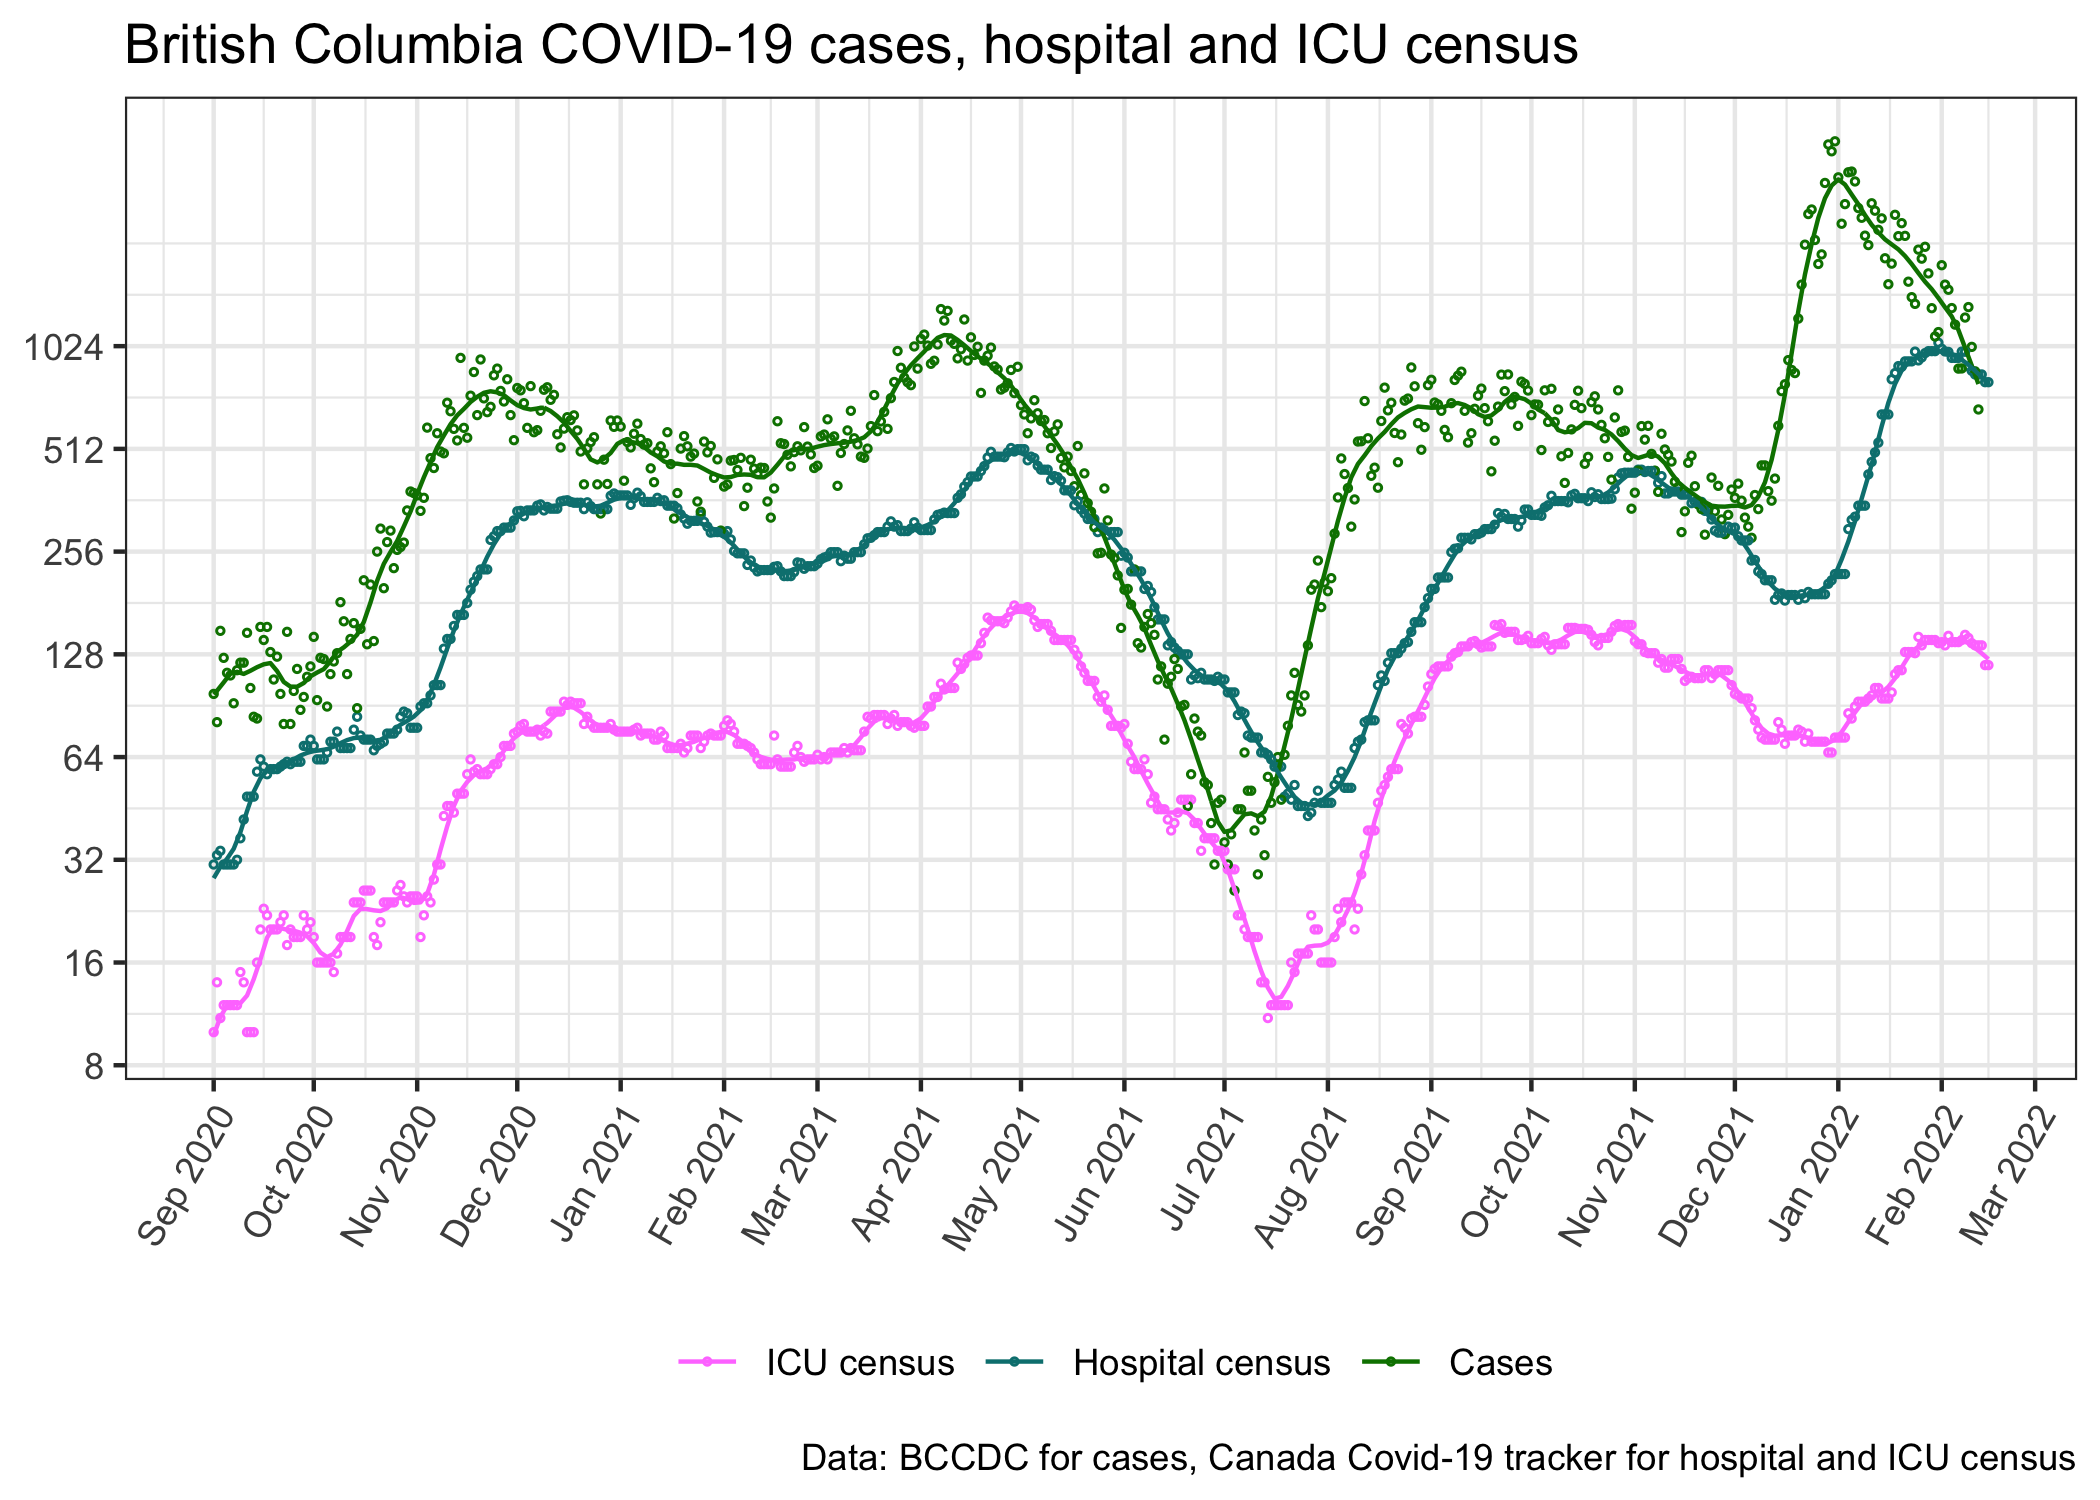 British Columbia COVID-19 cases, hospital and ICU census
1024
512
256
128
64
32
16
8
Sep 2020
Oct 2020
Nov 2020
Dec 2020
Jan 2021
Feb 2021
Mar 2021
Apr 2021
May 2021
Jun 2021
Jul 2021
Aug 2021
Sep 2021
Oct 2021
Nov 2021
Dec 2021
Jan 2022
Feb 2022
Mar 2022
ICU census
Hospital census
Cases
Data: BCCDC for cases, Canada Covid-19 tracker for hospital and ICU census